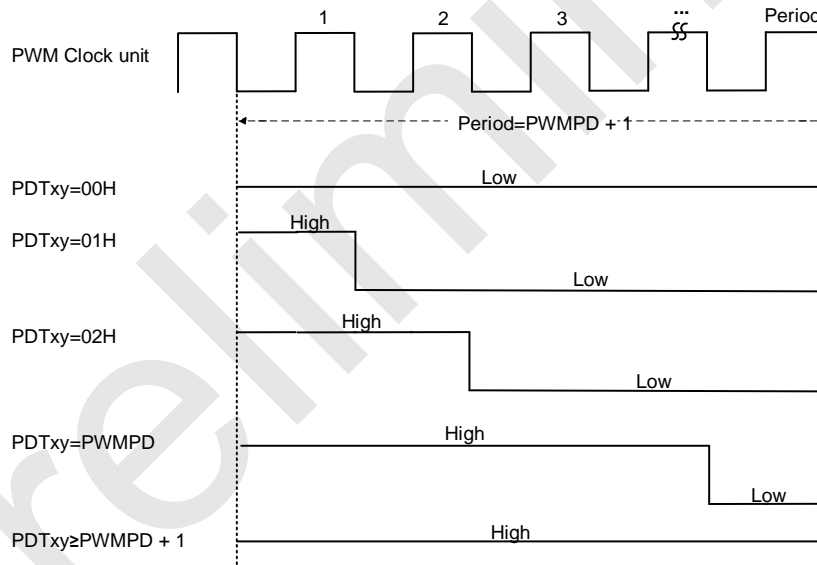 1 2 3 ... Period
PWM Clock unit
Period=PWMPD + 1
PDTxy=00H Low
High
PDTxy=01H
Low
High
PDTxy=02H
Low
PDTxy=PWMPD High
Low
PDTxy≥PWMPD + 1 High
relimi